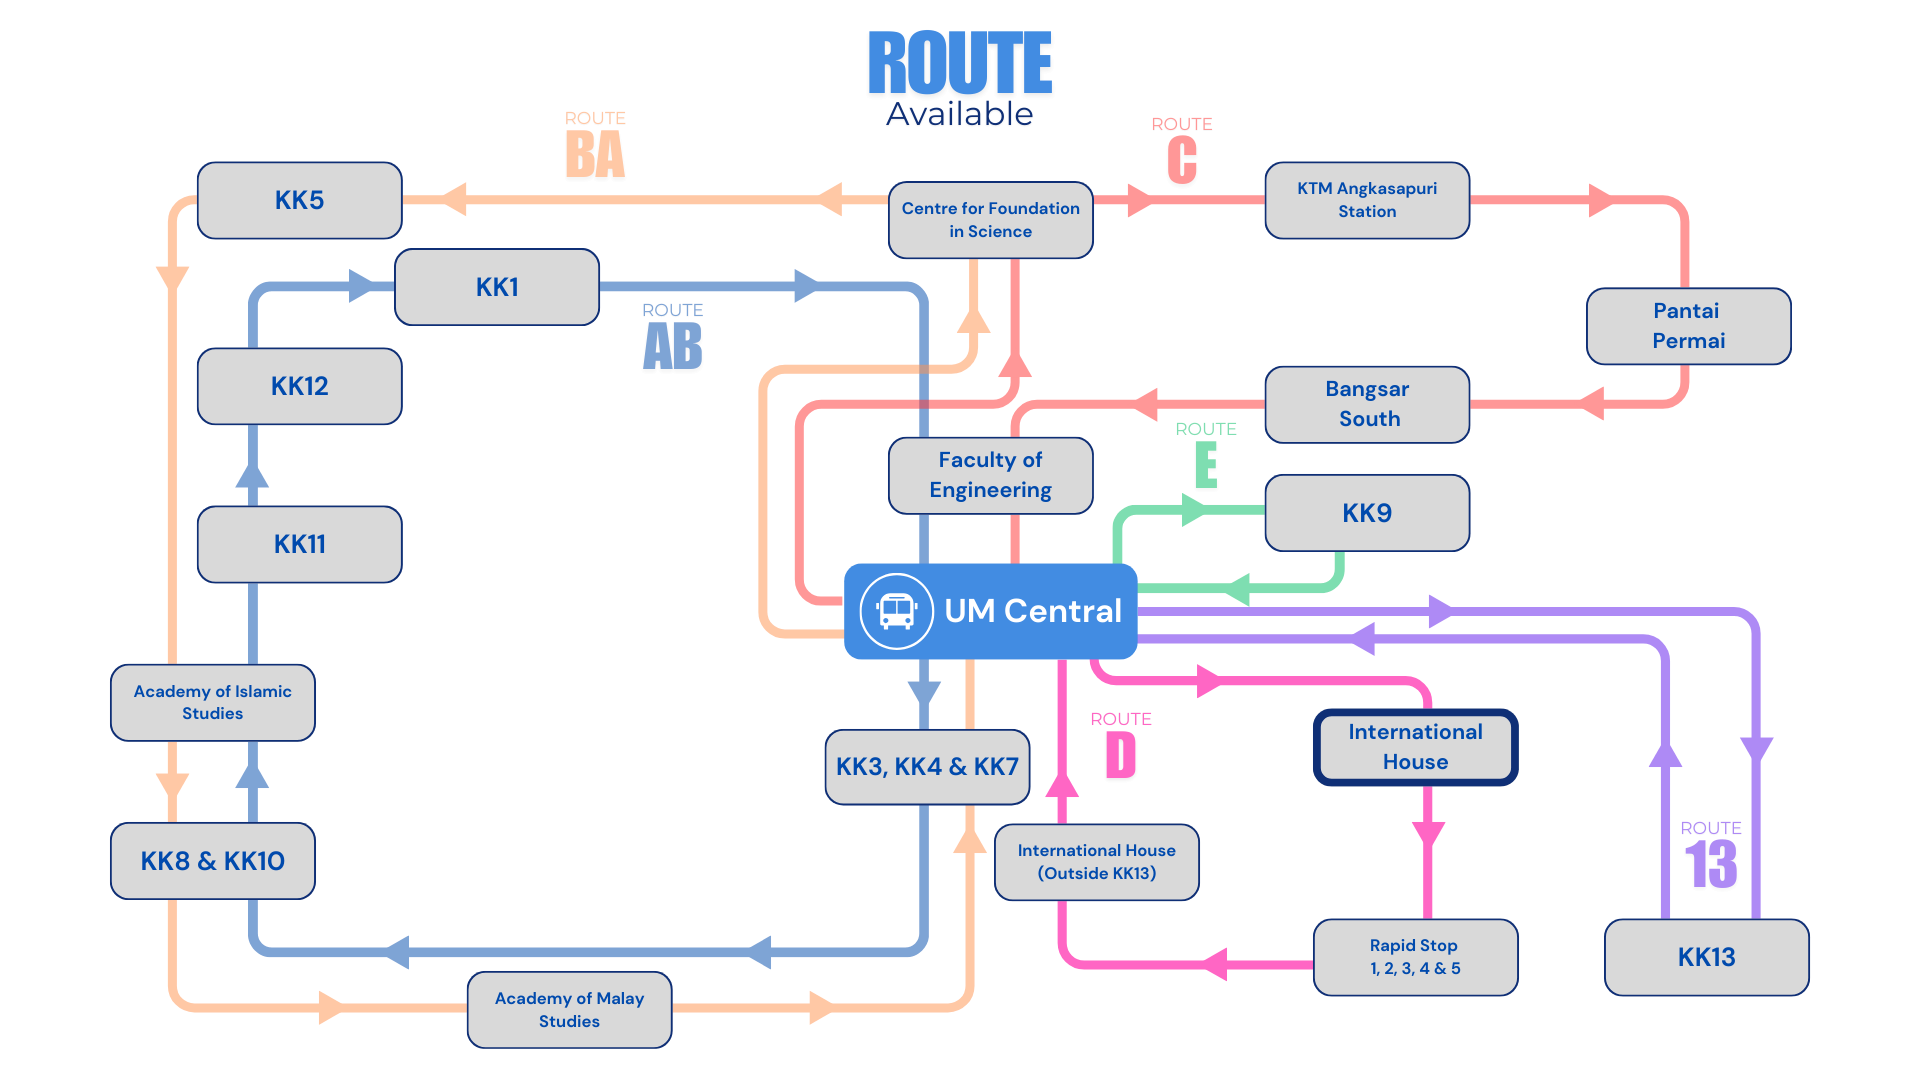 ROUTE
Available
ROUTE
BA
ROUTE
C
KK5
Centre for Foundation
in Science
KTM Angkasapuri
Station
KK1
ROUTE
AB
Pantai
Permai
KK12
Bangsar
South
ROUTE
E
Faculty of
Engineering
KK9
KK11
UM Central
Academy of Islamic
Studies
ROUTE
D
International
House
KK3, KK4 & KK7
KK8 & KK10
International House
(Outside KK13)
ROUTE
13
Rapid Stop
1, 2, 3, 4 & 5
KK13
Academy of Malay
Studies